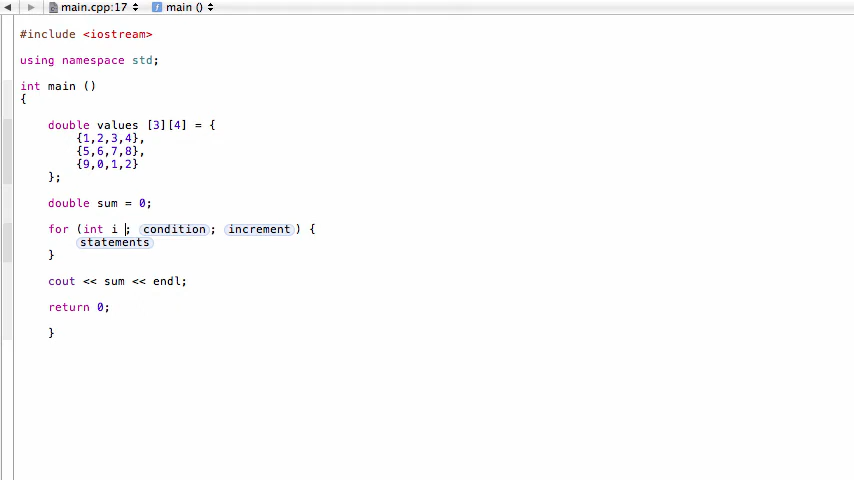 main.cpp:17 main ()
#include <iostream>
using namespace std;
int main ()
{
double values [3][4] = {
{1,2,3,4},
{5,6,7,8},
{9,0,1,2}
};
double sum = 0;
for (int i ; condition; increment) {
statements
}
cout << sum << endl;
return 0;
}